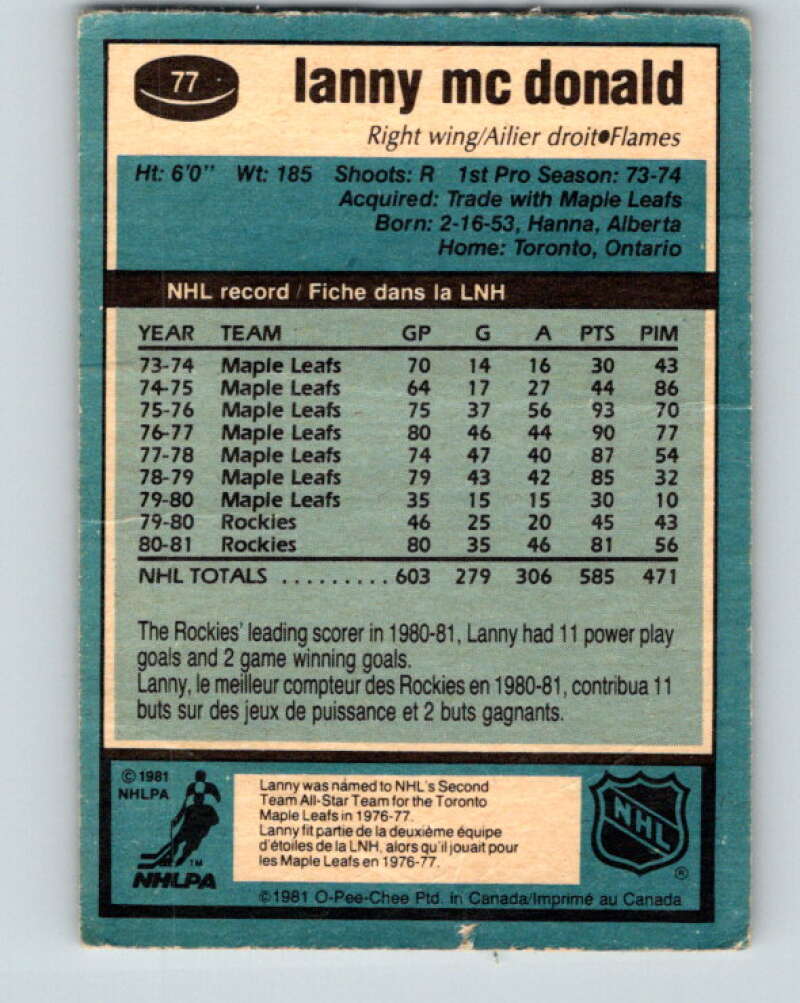 77
lanny mc donald
Right wing/Ailier droit●Flames
Ht: 6'0" Wt: 185 Shoots: R 1st Pro Season: 73-74
Acquired: Trade with Maple Leafs
Born: 2-16-53, Hanna, Alberta
Home: Toronto, Ontario
NHL record / Fiche dans la LNH
YEAR TEAM GP G A PTS PIM
73-74 Maple Leafs 70 14 16 30 43
74-75 Maple Leafs 64 17 27 44 86
75-76 Maple Leafs 75 37 56 93 70
76-77 Maple Leafs 80 46 44 90 77
77-78 Maple Leafs 74 47 40 87 54
78-79 Maple Leafs 79 43 42 85 32
79-80 Maple Leafs 35 15 15 30 10
79-80 Rockies 46 25 20 45 43
80-81 Rockies 80 35 46 81 56
NHL TOTALS ......... 603 279 306 585 471
The Rockies' leading scorer in 1980-81, Lanny had 11 power play
goals and 2 game winning goals.
Lanny, le meilleur compteur des Rockies en 1980-81, contribua 11
buts sur des jeux de puissance et 2 buts gagnants.
©1981
NHLPA
TM
NHLPA
Lanny was named to NHL's Second
Team All-Star Team for the Toronto
Maple Leafs in 1976-77.
Lanny fit partie de la deuxième équipe
d'étoiles de la LNH, alors qu'il jouait pour
les Maple Leafs en 1976-77.
NHL
®
©1981 O-Pee-Chee Ptd. in Canada/Imprimé au Canada